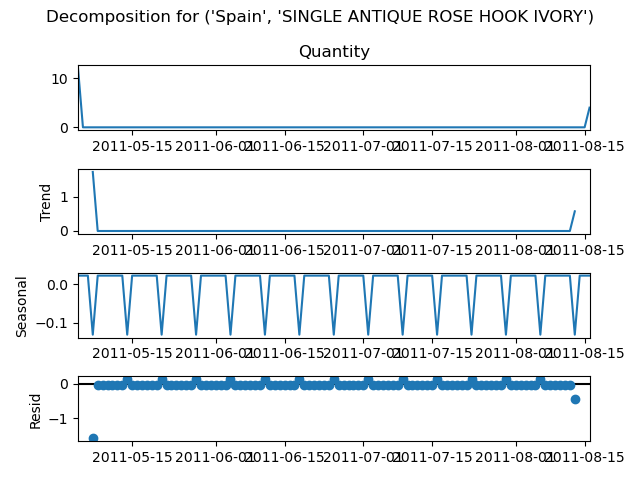 Decomposition for ('Spain', 'SINGLE ANTIQUE ROSE HOOK IVORY')
Quantity
10
0
2011-05-15 2011-06-01 2011-06-15 2011-07-01 2011-07-15 2011-08-01 2011-08-15
Trend
1
0
2011-05-15 2011-06-01 2011-06-15 2011-07-01 2011-07-15 2011-08-01 2011-08-15
Seasonal
0.0
−0.1
2011-05-15 2011-06-01 2011-06-15 2011-07-01 2011-07-15 2011-08-01 2011-08-15
Resid
0
−1
2011-05-15 2011-06-01 2011-06-15 2011-07-01 2011-07-15 2011-08-01 2011-08-15